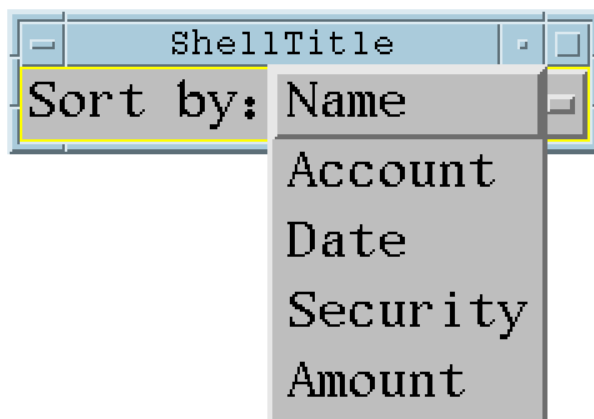 ShellTitle
Sort by: Name
Account
Date
Security
Amount